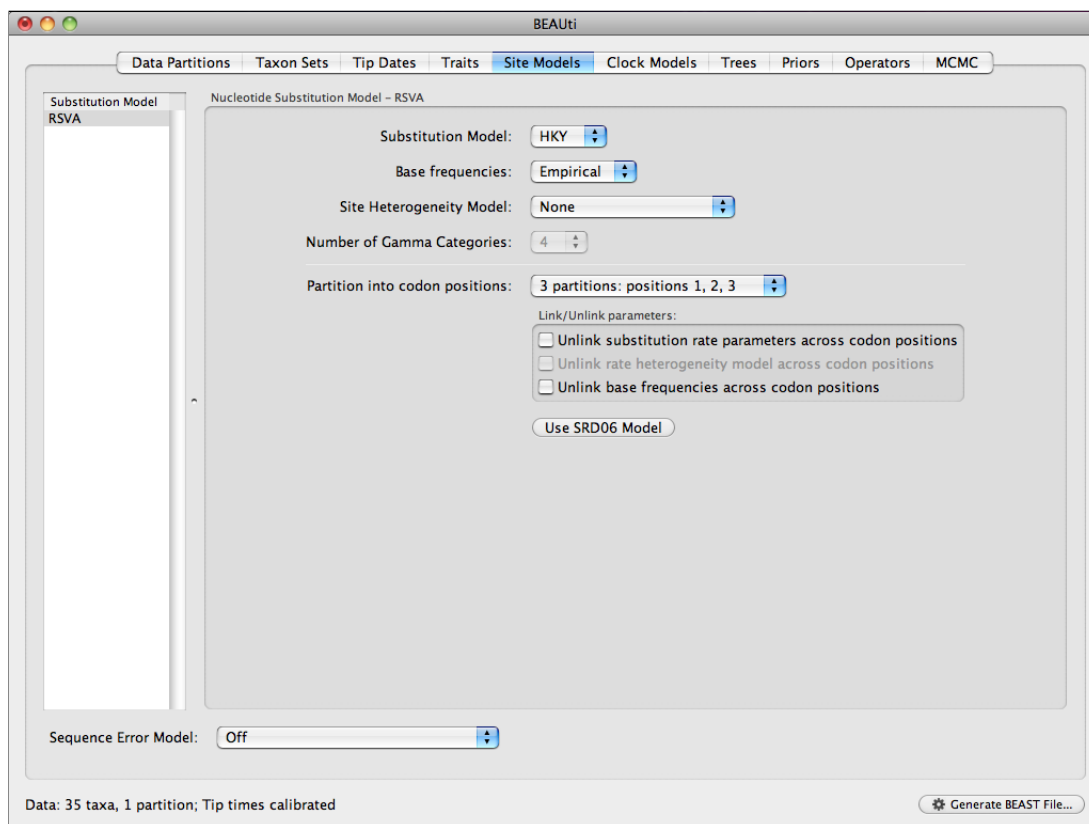 BEAUti
Data Partitions Taxon Sets Tip Dates Traits Site Models Clock Models Trees Priors Operators MCMC
Substitution Model
RSVA
Nucleotide Substitution Model – RSVA
Substitution Model: HKY
Base frequencies: Empirical
Site Heterogeneity Model: None
Number of Gamma Categories: 4
Partition into codon positions: 3 partitions: positions 1, 2, 3
Link/Unlink parameters:
Unlink substitution rate parameters across codon positions
Unlink rate heterogeneity model across codon positions
Unlink base frequencies across codon positions
Use SRD06 Model
Sequence Error Model: Off
Data: 35 taxa, 1 partition; Tip times calibrated
Generate BEAST File...